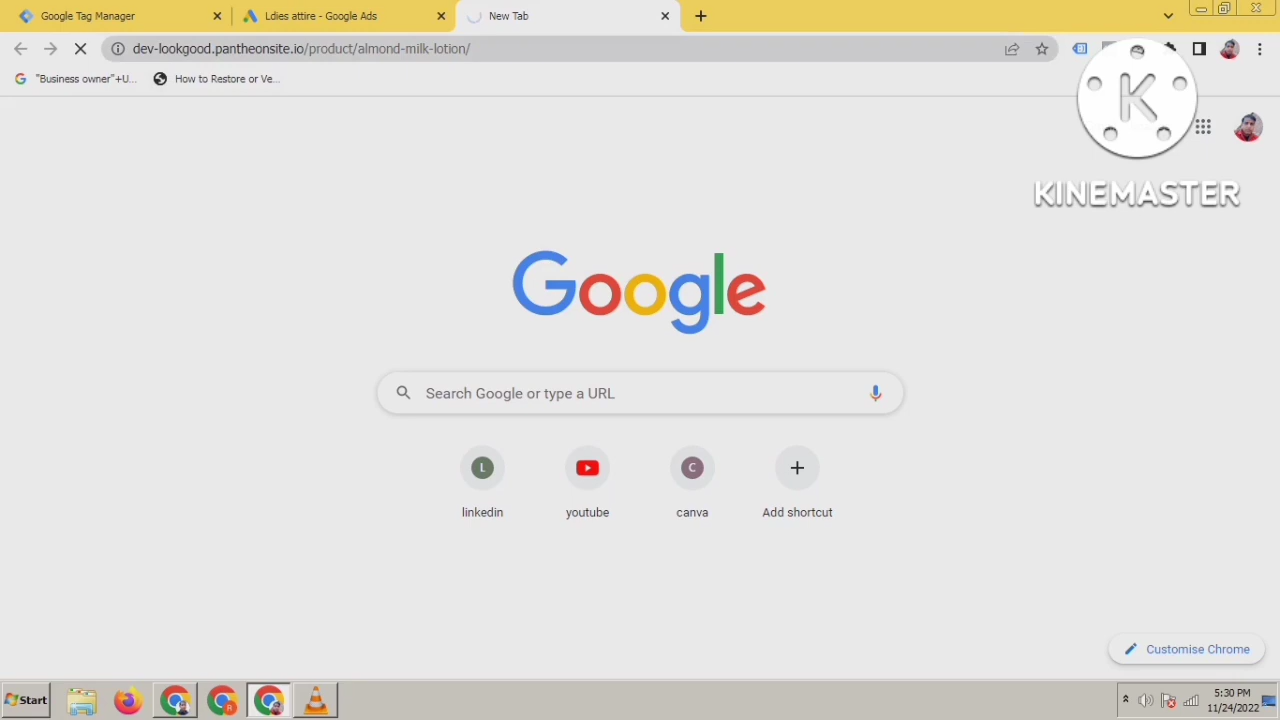 Google Tag Manager
Ldies attire - Google Ads
New Tab
dev-lookgood.pantheonsite.io/product/almond-milk-lotion/
"Business owner"+U...
How to Restore or Ve...
K
KINEMASTER
Google
Search Google or type a URL
L
C
linkedin
youtube
canva
Add shortcut
Customise Chrome
Start
R
5:30 PM
11/24/2022